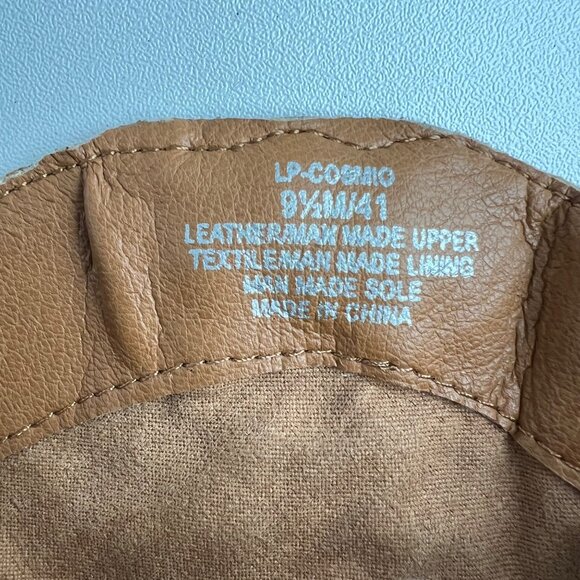 LP-COSMIO
9½M/41
LEATHER/MAN MADE UPPER
TEXTILE/MAN MADE LINING
MAN MADE SOLE
MADE IN CHINA